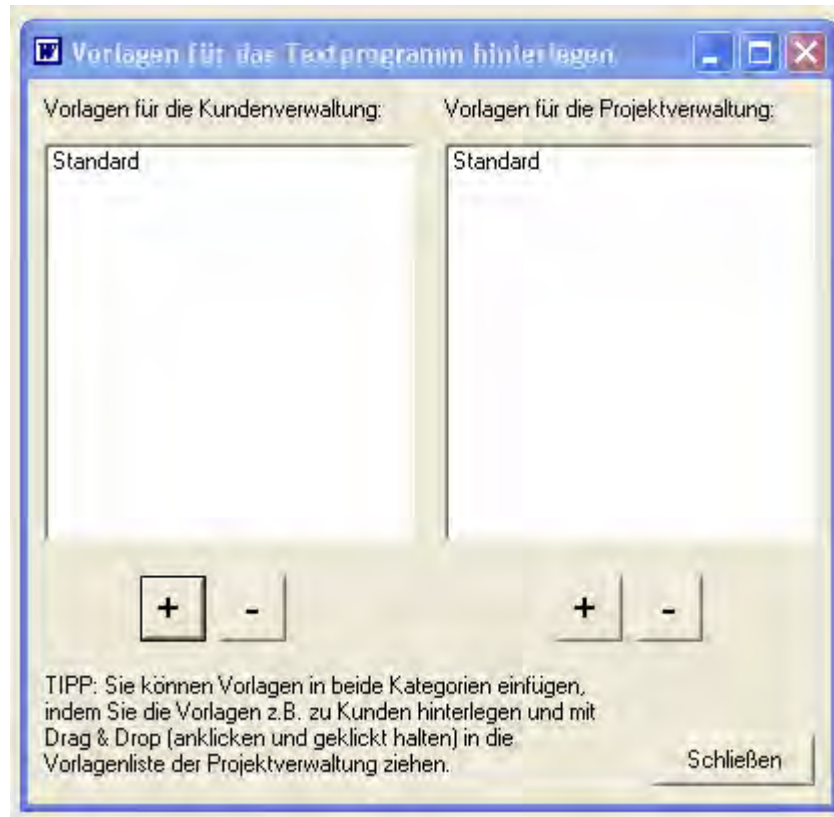 Vorlagen für das Textprogramm hinterlegen
Vorlagen für die Kundenverwaltung:
Vorlagen für die Projektverwaltung:
Standard
Standard
+
-
+
-
TIPP: Sie können Vorlagen in beide Kategorien einfügen,
indem Sie die Vorlagen z.B. zu Kunden hinterlegen und mit
Drag & Drop (anklicken und geklickt halten) in die
Vorlagenliste der Projektverwaltung ziehen.
Schließen